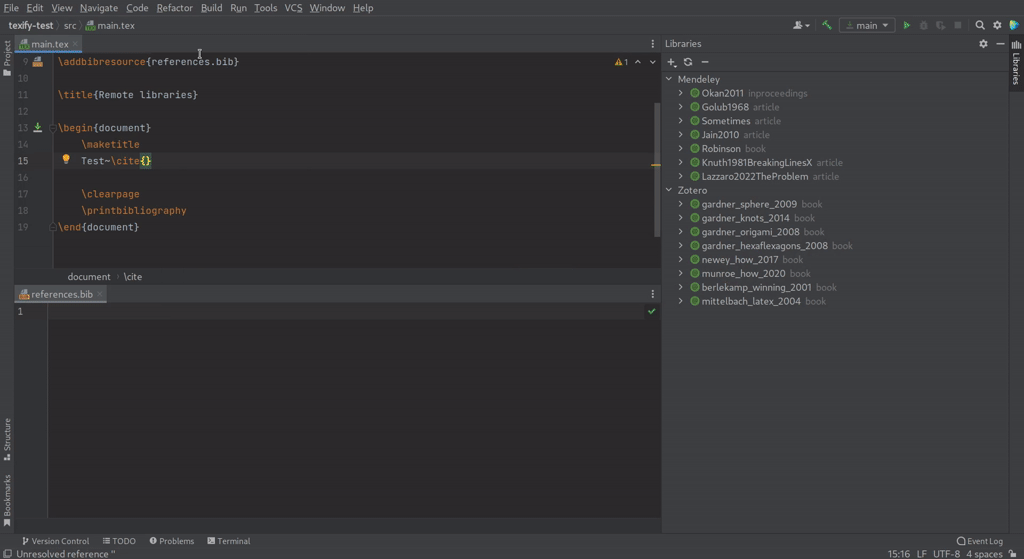 File Edit View Navigate Code Refactor Build Run Tools VCS Window Help
texify-test src main.tex main
Project
main.tex
9 \addbibresource{references.bib} 1
10
11 \title{Remote libraries}
12
13 \begin{document}
14 \maketitle
15 Test~\cite{}
16
17 \clearpage
18 \printbibliography
19 \end{document}
document \cite
references.bib
1
Libraries
Libraries
Mendeley
Okan2011 inproceedings
Golub1968 article
Sometimes article
Jain2010 article
Robinson book
Knuth1981BreakingLinesX article
Lazzaro2022TheProblem article
Zotero
gardner_sphere_2009 book
gardner_knots_2014 book
gardner_origami_2008 book
gardner_hexaflexagons_2008 book
newey_how_2017 book
munroe_how_2020 book
berlekamp_winning_2001 book
mittelbach_latex_2004 book
Structure
Bookmarks
Version Control TODO Problems Terminal Event Log
Unresolved reference '' 15:16 LF UTF-8 4 spaces